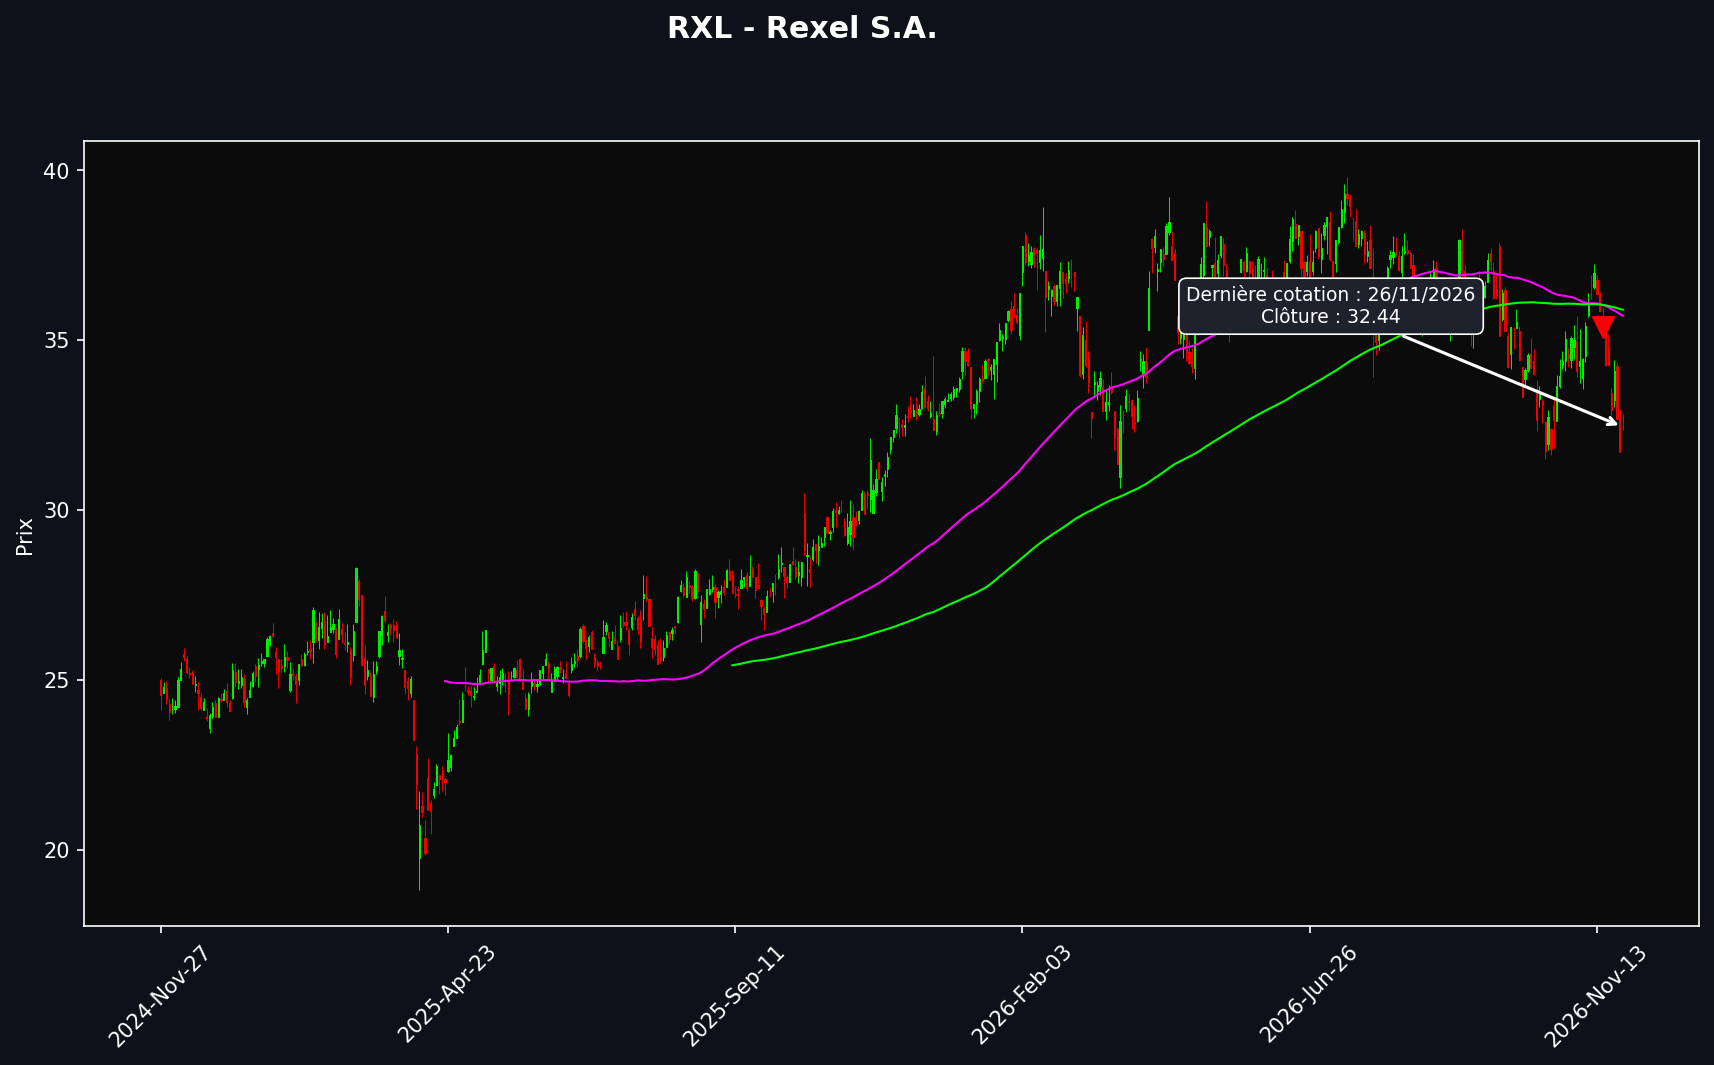 RXL - Rexel S.A.
40
35
30
25
20
Prix
Dernière cotation : 26/11/2026
Clôture : 32.44
2024-Nov-27
2025-Apr-23
2025-Sep-11
2026-Feb-03
2026-Jun-26
2026-Nov-13